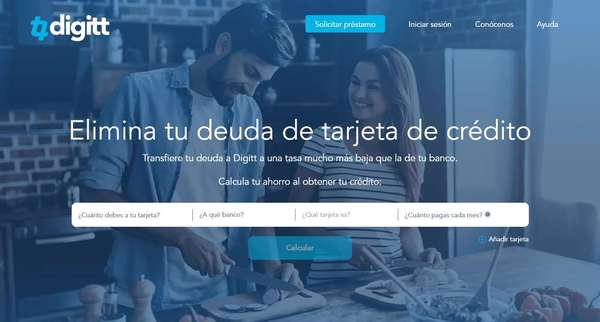 digitt
Solicitar préstamo
Iniciar sesión
Conócenos
Ayuda
Elimina tu deuda de tarjeta de crédito
Transfiere tu deuda a Digitt a una tasa mucho más baja que la de tu banco.
Calcula tu ahorro al obtener tu crédito:
¿Cuánto debes a tu tarjeta?
¿A qué banco?
¿Qué tarjeta es?
¿Cuánto pagas cada mes?
Añadir tarjeta
Calcular